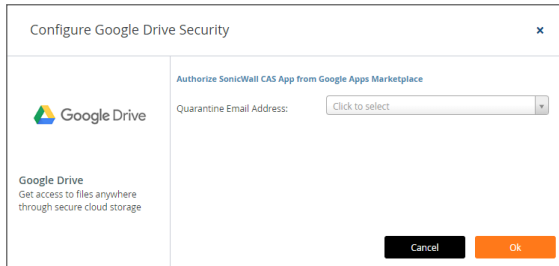 Configure Google Drive Security
x
Authorize SonicWall CAS App from Google Apps Marketplace
Quarantine Email Address:
Click to select
Google Drive
Google Drive
Get access to files anywhere
through secure cloud storage
Cancel
Ok